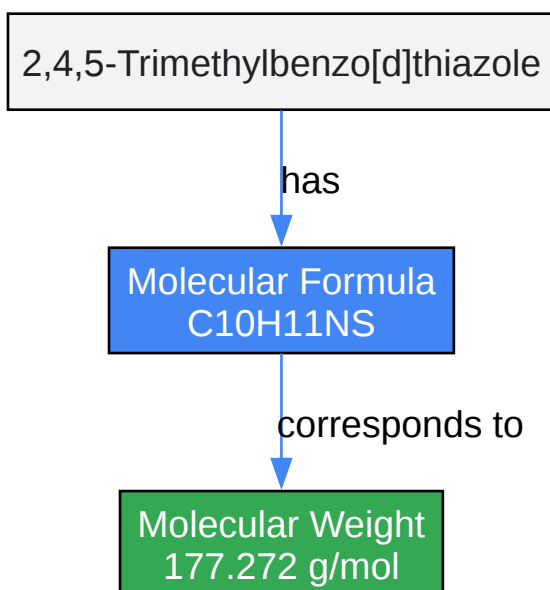 2,4,5-Trimethylbenzo[d]thiazole
has
Molecular Formula
C10H11NS
corresponds to
Molecular Weight
177.272 g/mol